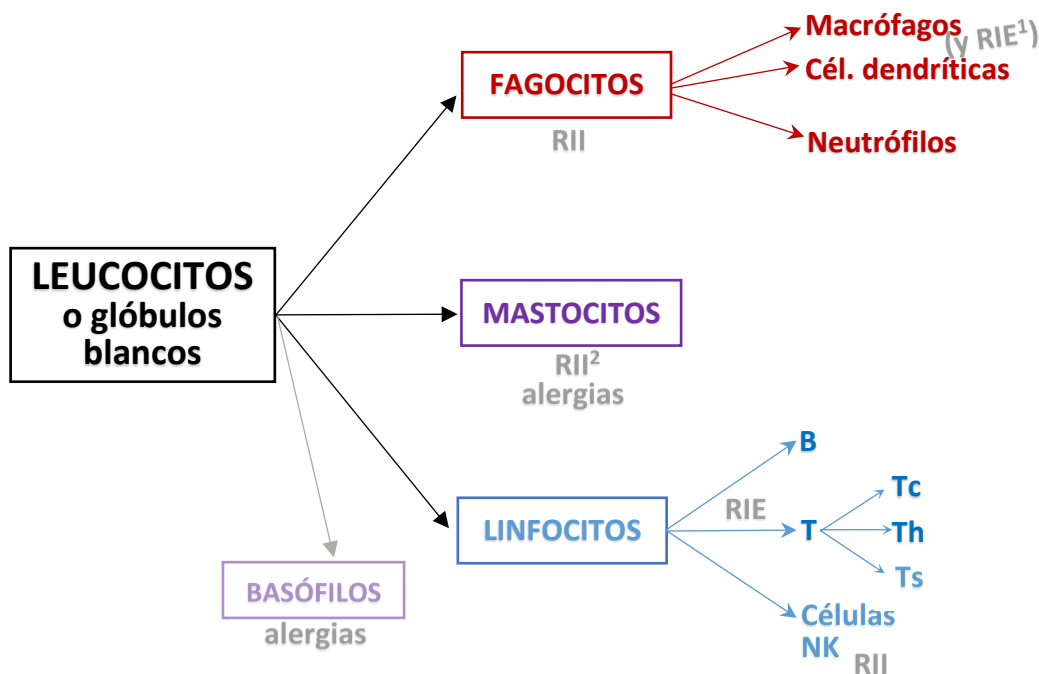 LEUCOCITOS
o glóbulos
blancos
FAGOCITOS
RII
Macrófagos
(y RIE¹)
Cél. dendríticas
Neutrófilos
MASTOCITOS
RII²
alergias
LINFOCITOS
RIE
B
T
Tc
Th
Ts
Células
NK
RII
BASÓFILOS
alergias